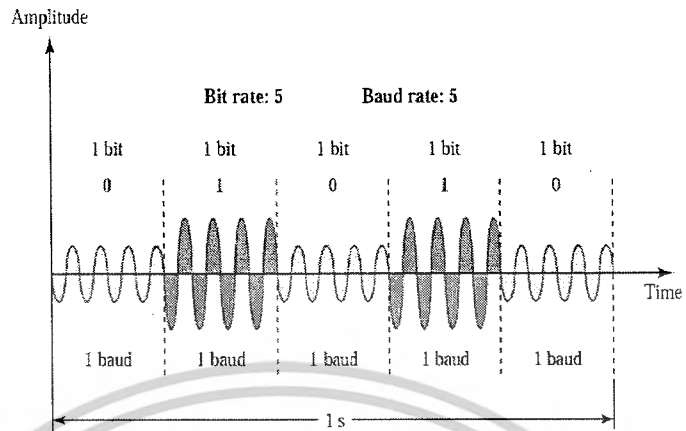 Amplitude
Bit rate: 5 Baud rate: 5
1 bit 1 bit 1 bit 1 bit 1 bit
0 1 0 1 0
Time
1 baud 1 baud 1 baud 1 baud 1 baud
1 s